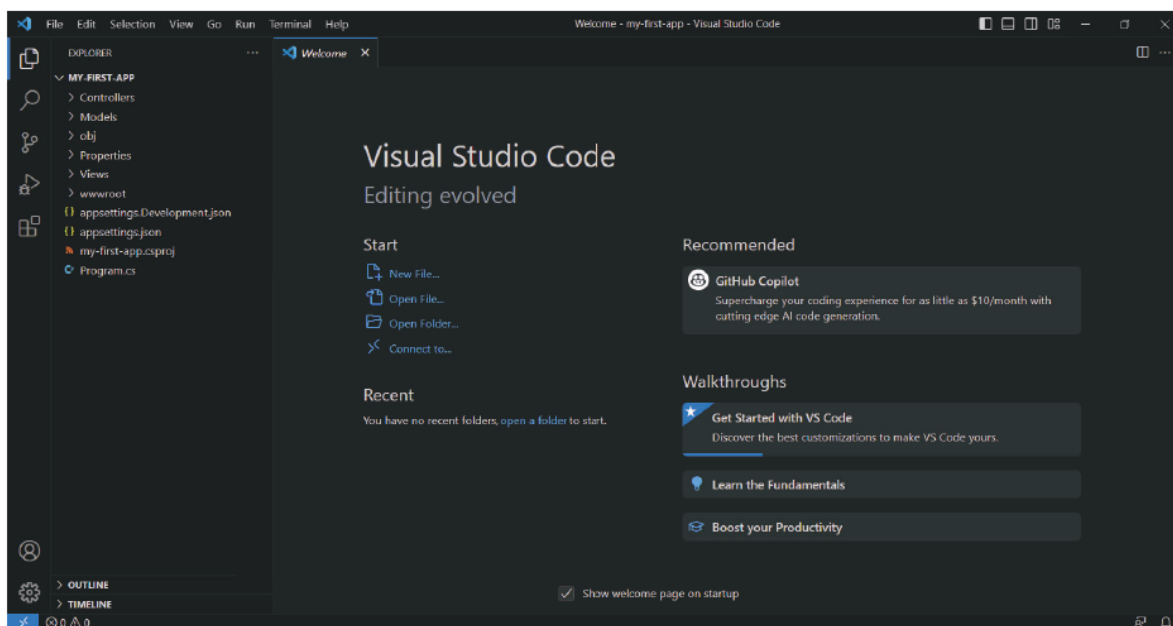 File Edit Selection View Go Run Terminal Help
Welcome - my-first-app - Visual Studio Code
EXPLORER
MY-FIRST-APP
Controllers
Models
obj
Properties
Views
wwwroot
{} appsettings.Development.json
{} appsettings.json
my-first-app.csproj
C# Program.cs
OUTLINE
TIMELINE
Welcome
Visual Studio Code
Editing evolved
Start
New File...
Open File...
Open Folder...
Connect to...
Recent
You have no recent folders, open a folder to start.
Recommended
GitHub Copilot
Supercharge your coding experience for as little as $10/month with
cutting edge AI code generation.
Walkthroughs
Get Started with VS Code
Discover the best customizations to make VS Code yours.
Learn the Fundamentals
Boost your Productivity
Show welcome page on startup
0 0